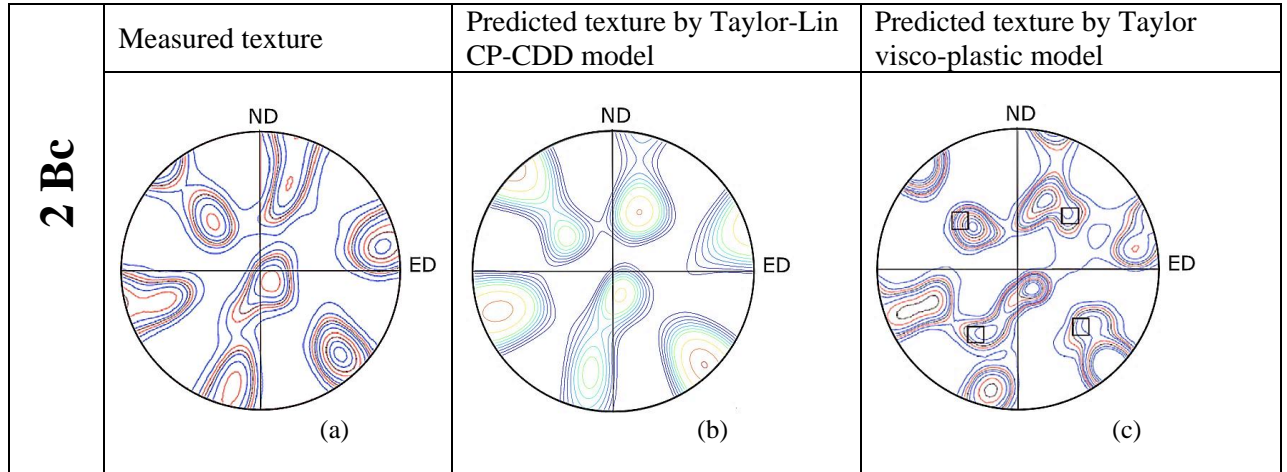 Measured texture
Predicted texture by Taylor-Lin
CP-CDD model
Predicted texture by Taylor
visco-plastic model
2 Bc
ND
ED
(a)
ND
ED
(b)
ND
ED
(c)